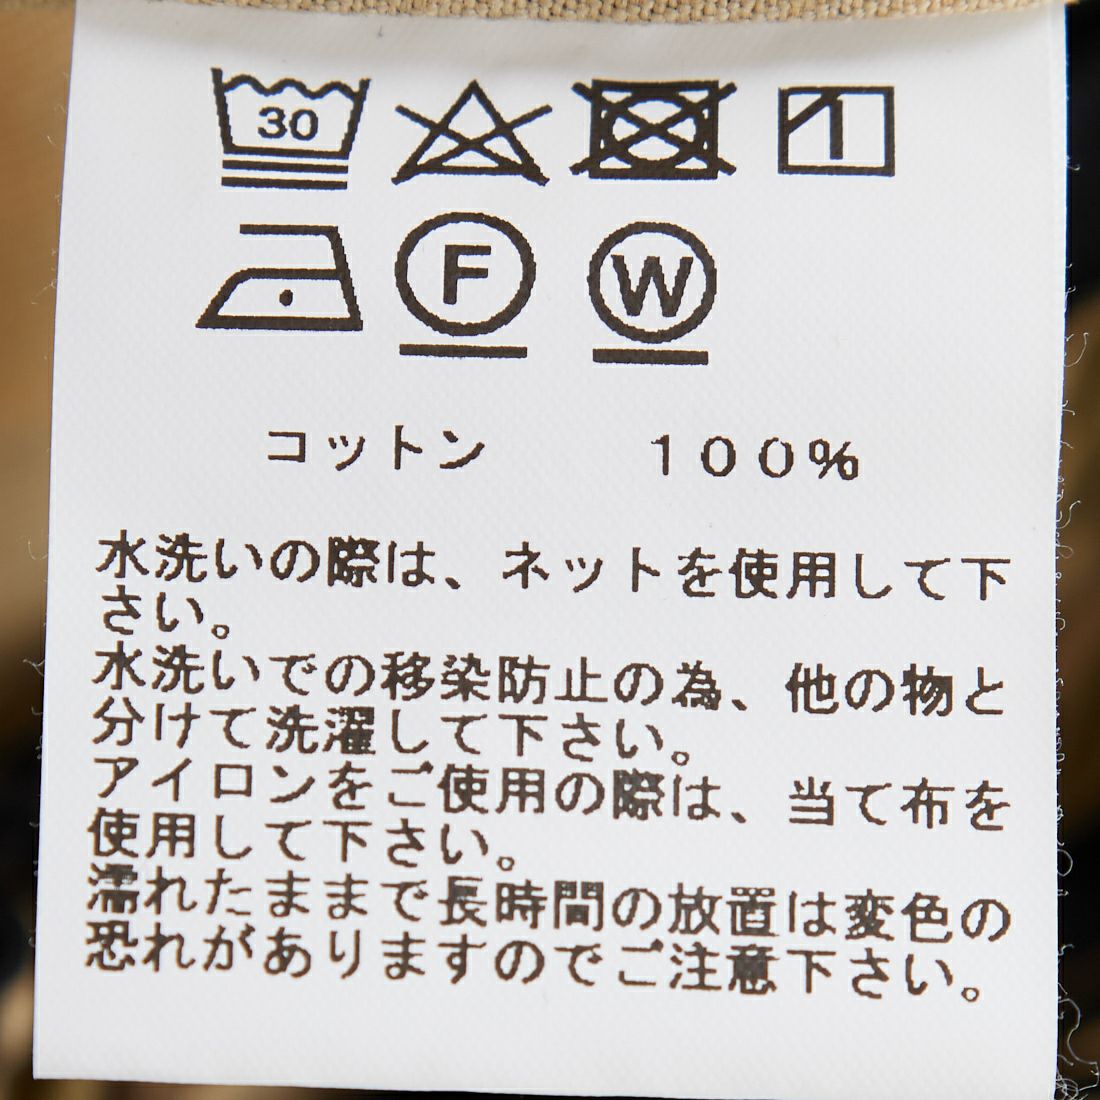 30
F W
コットン 100%
水洗いの際は、ネットを使用して下
さい。
水洗いでの移染防止の為、他の物と
分けて洗濯して下さい。
アイロンをご使用の際は、当て布を
使用して下さい。
濡れたままで長時間の放置は変色の
恐れがありますのでご注意下さい。